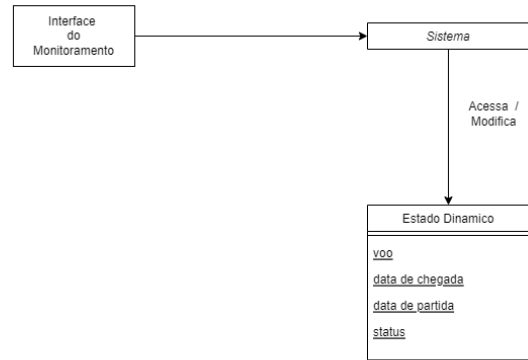 Interface
do
Monitoramento
Sistema
Acessa /
Modifica
Estado Dinamico
voo
data de chegada
data de partida
status